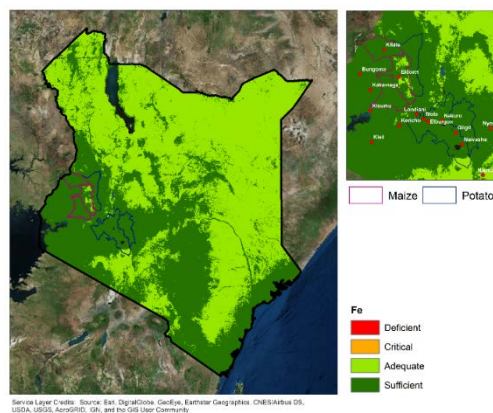 Kitale
Bungoma
Eldoret
Kakamega
Kisumu
Londiani
Molo
Nakuru
Kericho
Elburgon
Gilgil
Kisii
Naivasha
Maize
Potato
Fe
Deficient
Critical
Adequate
Sufficient
Service Layer Credits: Source: Esri, DigitalGlobe, GeoEye, Earthstar Geographics, CNES/Airbus DS,
USDA, USGS, AeroGRID, IGN, and the GIS User Community